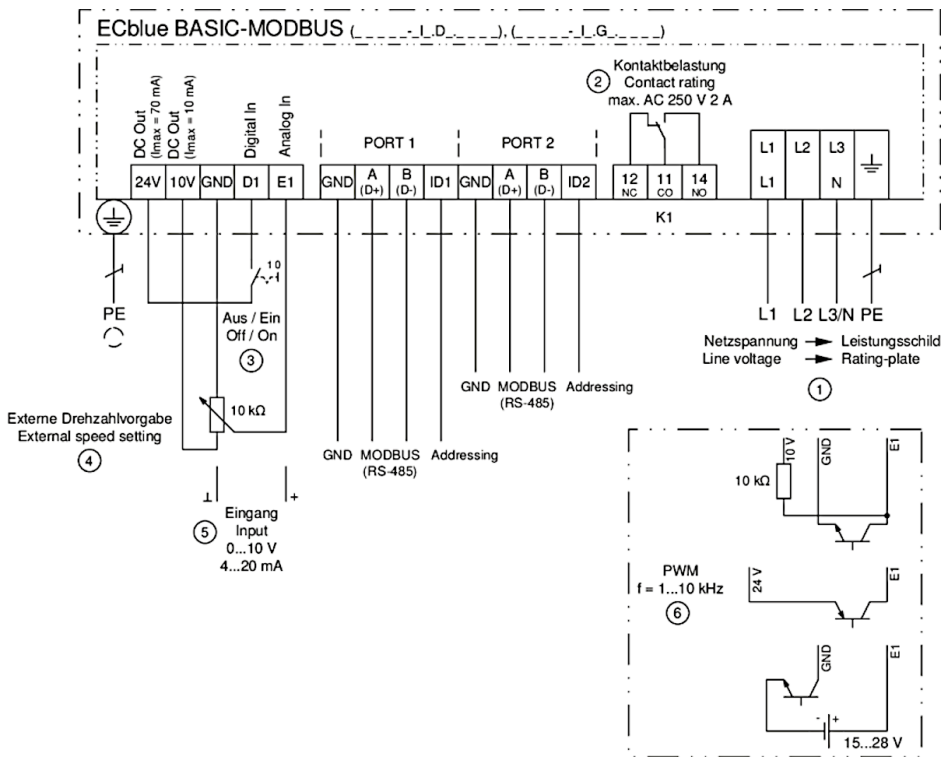 ECblue BASIC-MODBUS (_ _ _ _ _-_I_.D_._ _ _ _), (_ _ _ _ _-_I_.G_._ _ _ _)
DC Out
(Imax = 70 mA)
DC Out
(Imax = 10 mA)
Digital In
Analog In
24V 10V GND D1 E1
PORT 1
GND A (D+) B (D-) ID1
PORT 2
GND A (D+) B (D-) ID2
2
Kontaktbelastung
Contact rating
max. AC 250 V 2 A
12 NC 11 CO 14 NO
K1
L1 L2 L3
L1 N
PE
1 0
Aus / Ein
Off / On
3
10 kΩ
Externe Drehzahlvorgabe
External speed setting
4
⊥ +
5
Eingang
Input
0...10 V
4...20 mA
GND MODBUS Addressing
(RS-485)
GND MODBUS Addressing
(RS-485)
L1 L2 L3/N PE
Netzspannung Leistungsschild
Line voltage Rating-plate
1
10 V GND E1
10 kΩ
PWM
f = 1...10 kHz
6
24 V E1
GND E1
- +
15...28 V